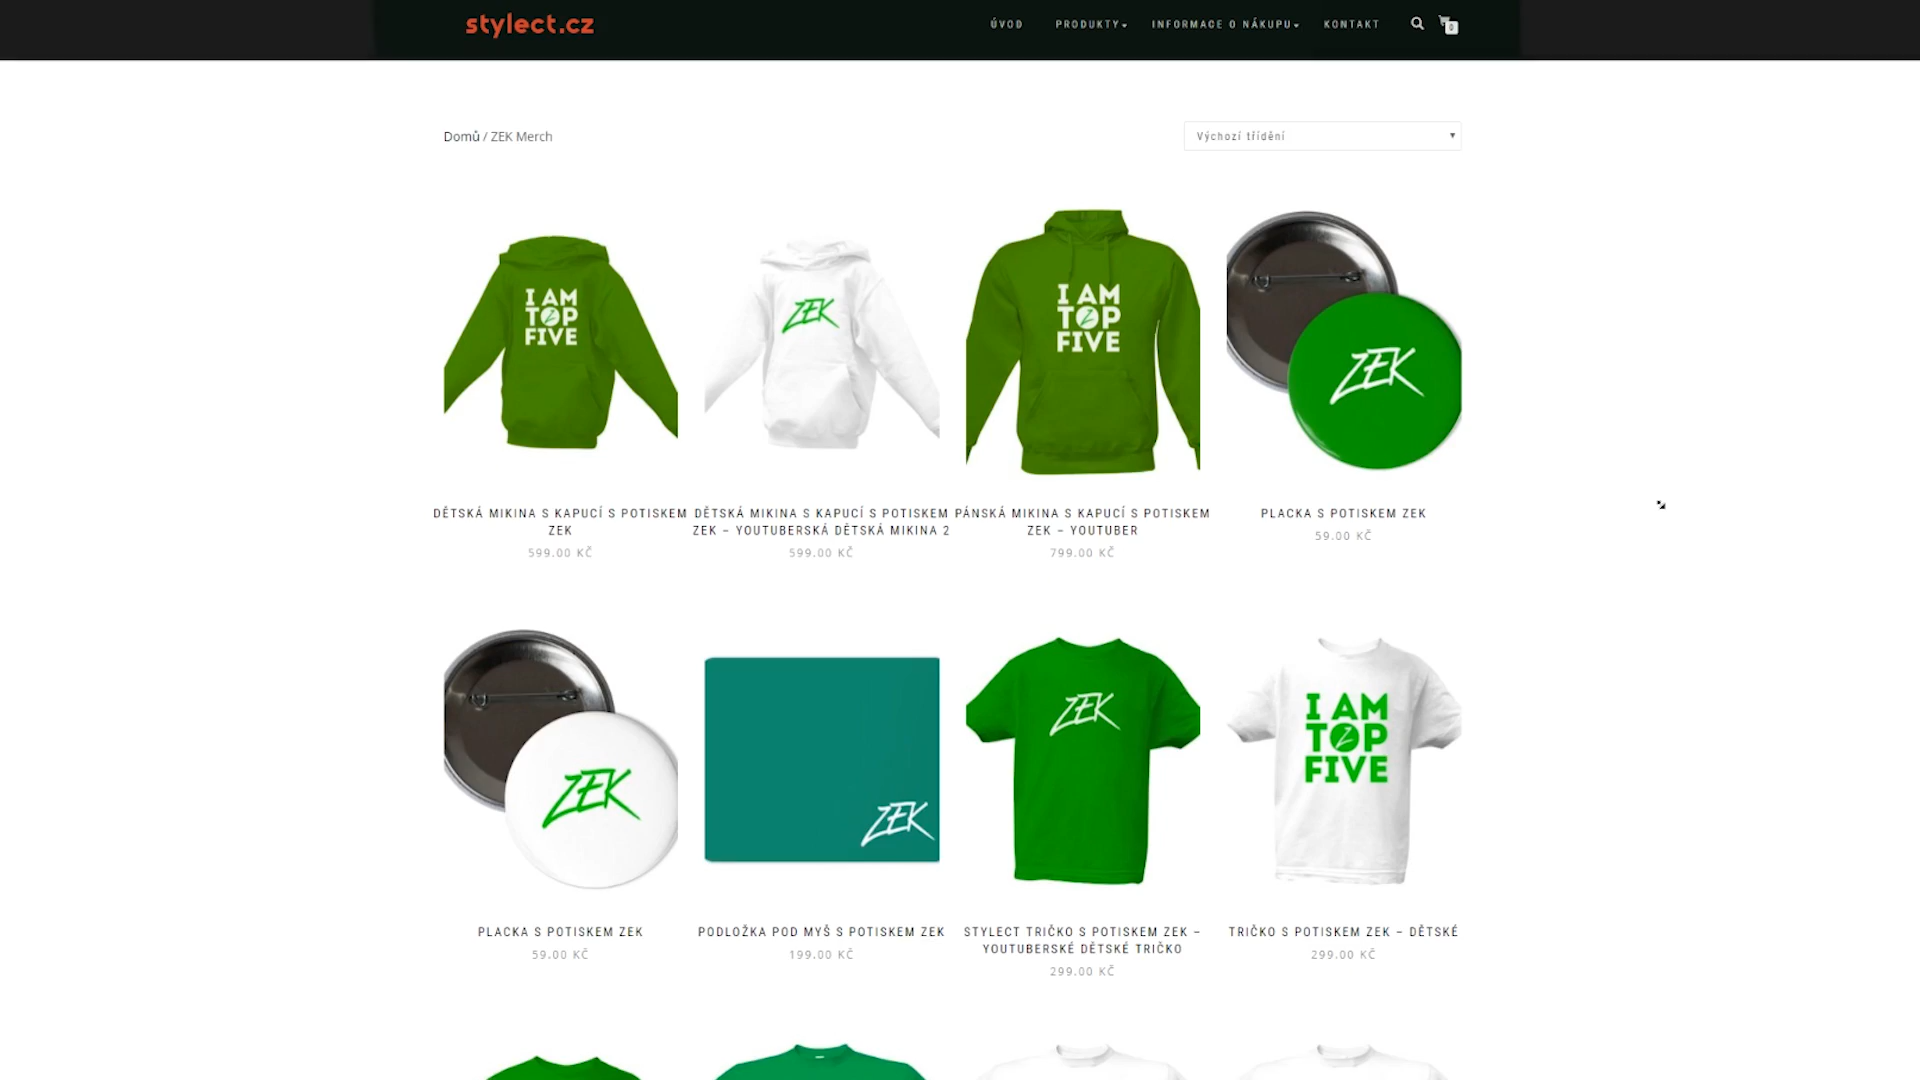 stylect.cz
ÚVOD
PRODUKTY
INFORMACE O NÁKUPU
KONTAKT
0
Domů / ZEK Merch
Výchozí třídění
I AM
TOP
FIVE
ZEK
I AM
TOP
FIVE
ZEK
DĚTSKÁ MIKINA S KAPUCÍ S POTISKEM
ZEK
599.00 KČ
DĚTSKÁ MIKINA S KAPUCÍ S POTISKEM
ZEK – YOUTUBERSKÁ DĚTSKÁ MIKINA 2
599.00 KČ
PÁNSKÁ MIKINA S KAPUCÍ S POTISKEM
ZEK – YOUTUBER
799.00 KČ
PLACKA S POTISKEM ZEK
59.00 KČ
ZEK
ZEK
ZEK
I AM
TOP
FIVE
PLACKA S POTISKEM ZEK
59.00 KČ
PODLOŽKA POD MYŠ S POTISKEM ZEK
199.00 KČ
STYLECT TRIČKO S POTISKEM ZEK –
YOUTUBERSKÉ DĚTSKÉ TRIČKO
299.00 KČ
TRIČKO S POTISKEM ZEK – DĚTSKÉ
299.00 KČ